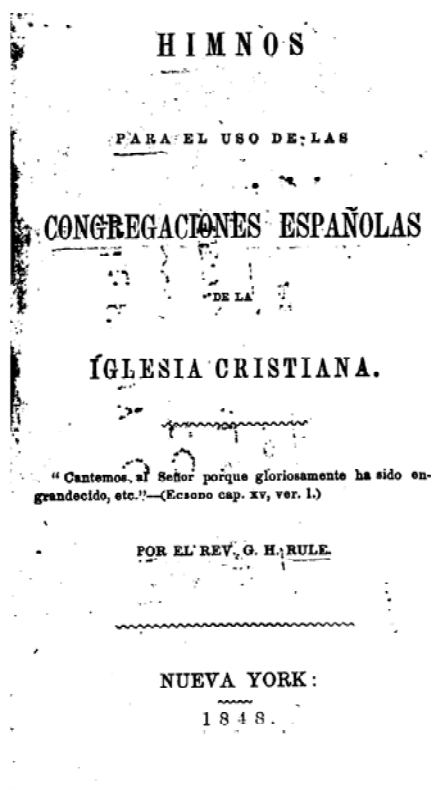 HIMNOS
PARA EL USO DE LAS
CONGREGACIONES ESPAÑOLAS
DE LA
IGLESIA CRISTIANA.
"Cantemos al Señor porque gloriosamente ha sido en-
grandecido, etc."—(Ecsodo cap. xv, ver. 1.)
POR EL REV. G. H. RULE.
NUEVA YORK:
1848.